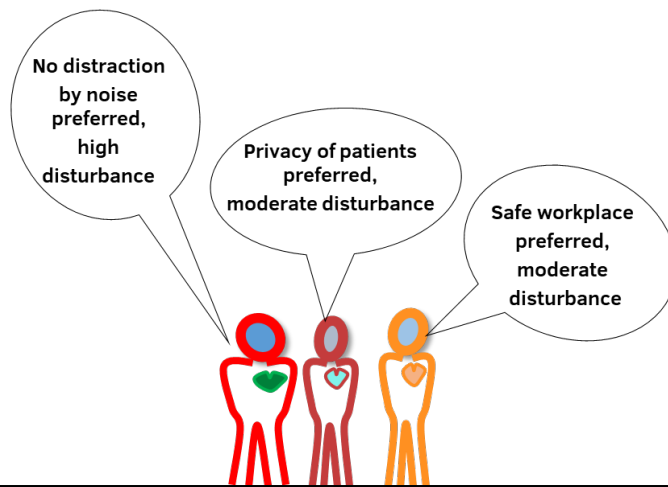 No distraction
by noise
preferred,
high
disturbance
Privacy of patients
preferred,
moderate disturbance
Safe workplace
preferred,
moderate
disturbance